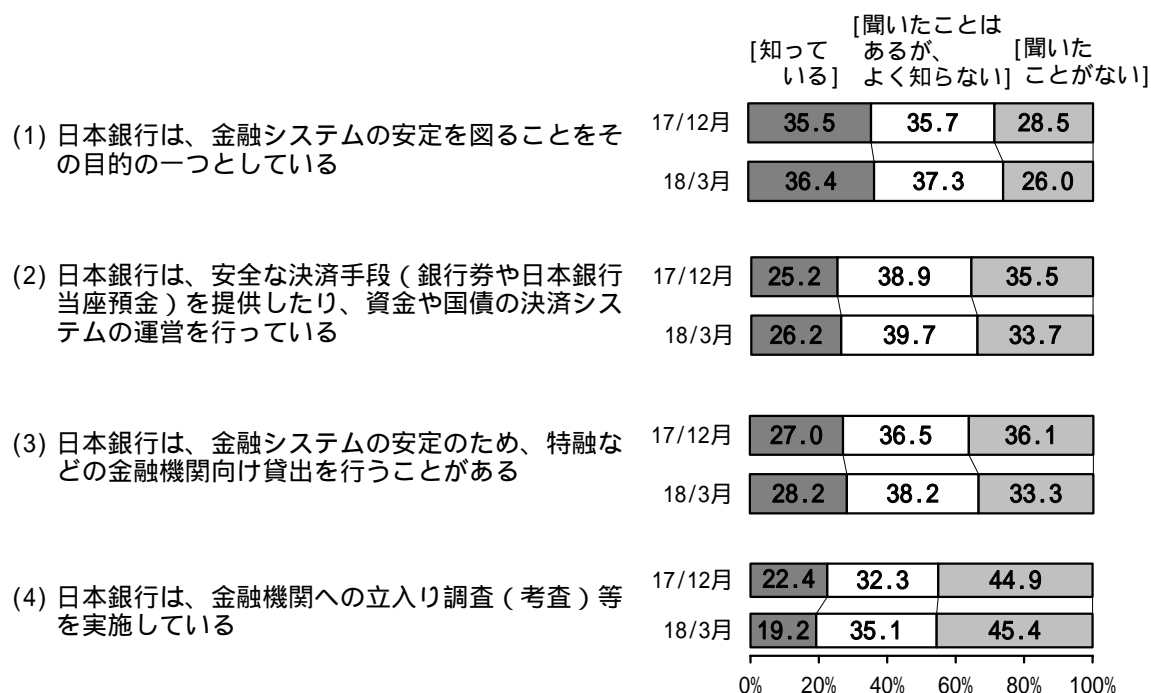 [知って
いる]
[聞いたことは
あるが、
よく知らない]
[聞いた
ことがない]
(1) 日本銀行は、金融システムの安定を図ることをそ
の目的の一つとしている
17/12月 35.5 35.7 28.5
18/3月 36.4 37.3 26.0
(2) 日本銀行は、安全な決済手段（銀行券や日本銀行
当座預金）を提供したり、資金や国債の決済シス
テムの運営を行っている
17/12月 25.2 38.9 35.5
18/3月 26.2 39.7 33.7
(3) 日本銀行は、金融システムの安定のため、特融な
どの金融機関向け貸出を行うことがある
17/12月 27.0 36.5 36.1
18/3月 28.2 38.2 33.3
(4) 日本銀行は、金融機関への立入り調査（考査）等
を実施している
17/12月 22.4 32.3 44.9
18/3月 19.2 35.1 45.4
0% 20% 40% 60% 80% 100%